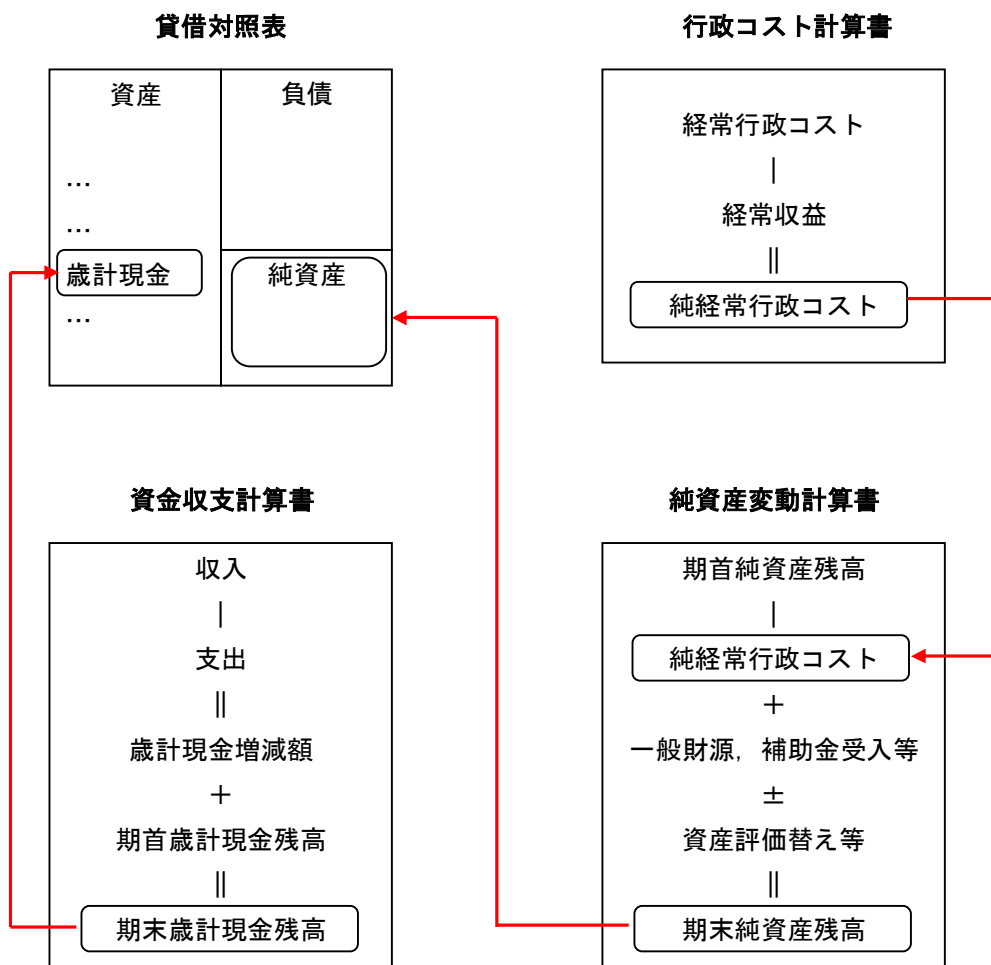 貸借対照表
資産
負債
…
…
歳計現金
純資産
…
行政コスト計算書
経常行政コスト
|
経常収益
||
純経常行政コスト
資金収支計算書
収入
|
支出
||
歳計現金増減額
＋
期首歳計現金残高
||
期末歳計現金残高
純資産変動計算書
期首純資産残高
|
純経常行政コスト
＋
一般財源，補助金受入等
±
資産評価替え等
||
期末純資産残高